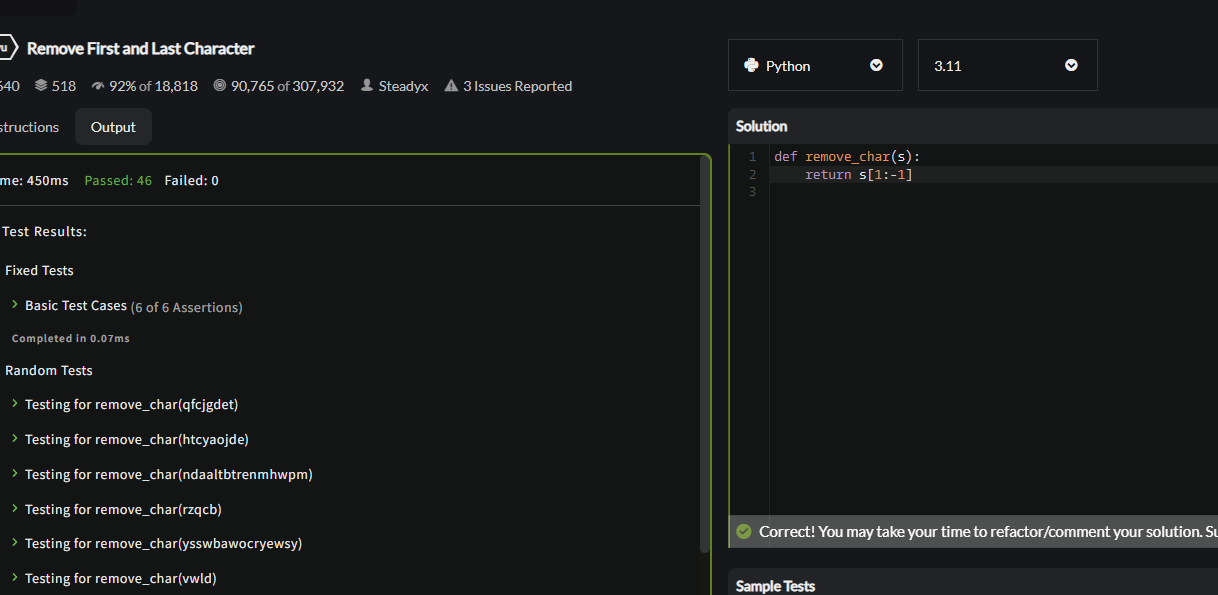 yu Remove First and Last Character
640 518 92% of 18,818 90,765 of 307,932 Steadyx 3 Issues Reported
structions Output
me: 450ms Passed: 46 Failed: 0
Test Results:
Fixed Tests
Basic Test Cases (6 of 6 Assertions)
Completed in 0.07ms
Random Tests
Testing for remove_char(qfcjgdet)
Testing for remove_char(htcyaojde)
Testing for remove_char(ndaaltbtrenmhwpm)
Testing for remove_char(rzqcb)
Testing for remove_char(ysswbawocryewsy)
Testing for remove_char(vwld)
Python 3.11
Solution
1 def remove_char(s):
2 return s[1:-1]
3
Correct! You may take your time to refactor/comment your solution. Su
Sample Tests